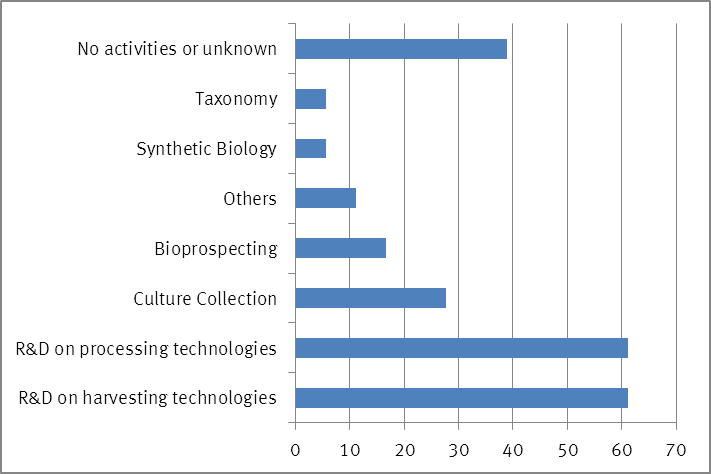 No activities or unknown
Taxonomy
Synthetic Biology
Others
Bioprospecting
Culture Collection
R&D on processing technologies
R&D on harvesting technologies
0 10 20 30 40 50 60 70